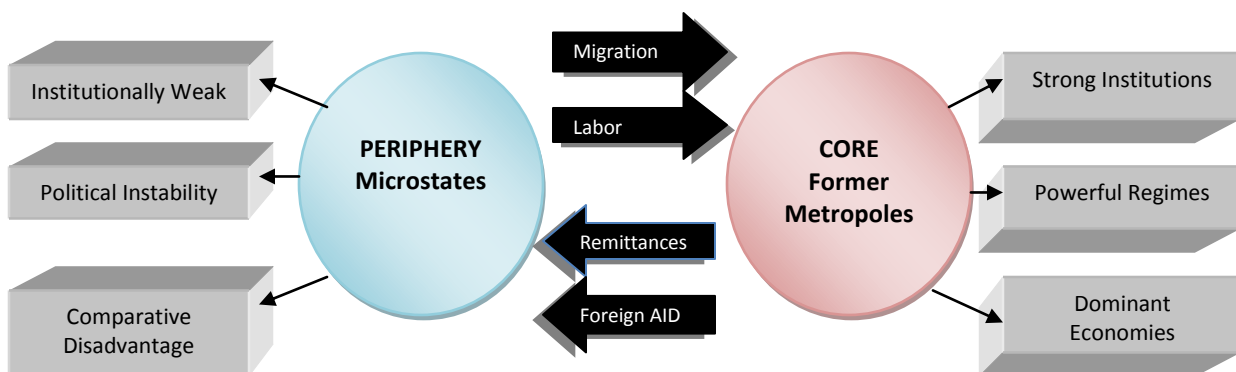 Institutionally Weak
Political Instability
Comparative
Disadvantage
PERIPHERY
Microstates
Migration
Labor
Remittances
Foreign AID
CORE
Former
Metropoles
Strong Institutions
Powerful Regimes
Dominant
Economies